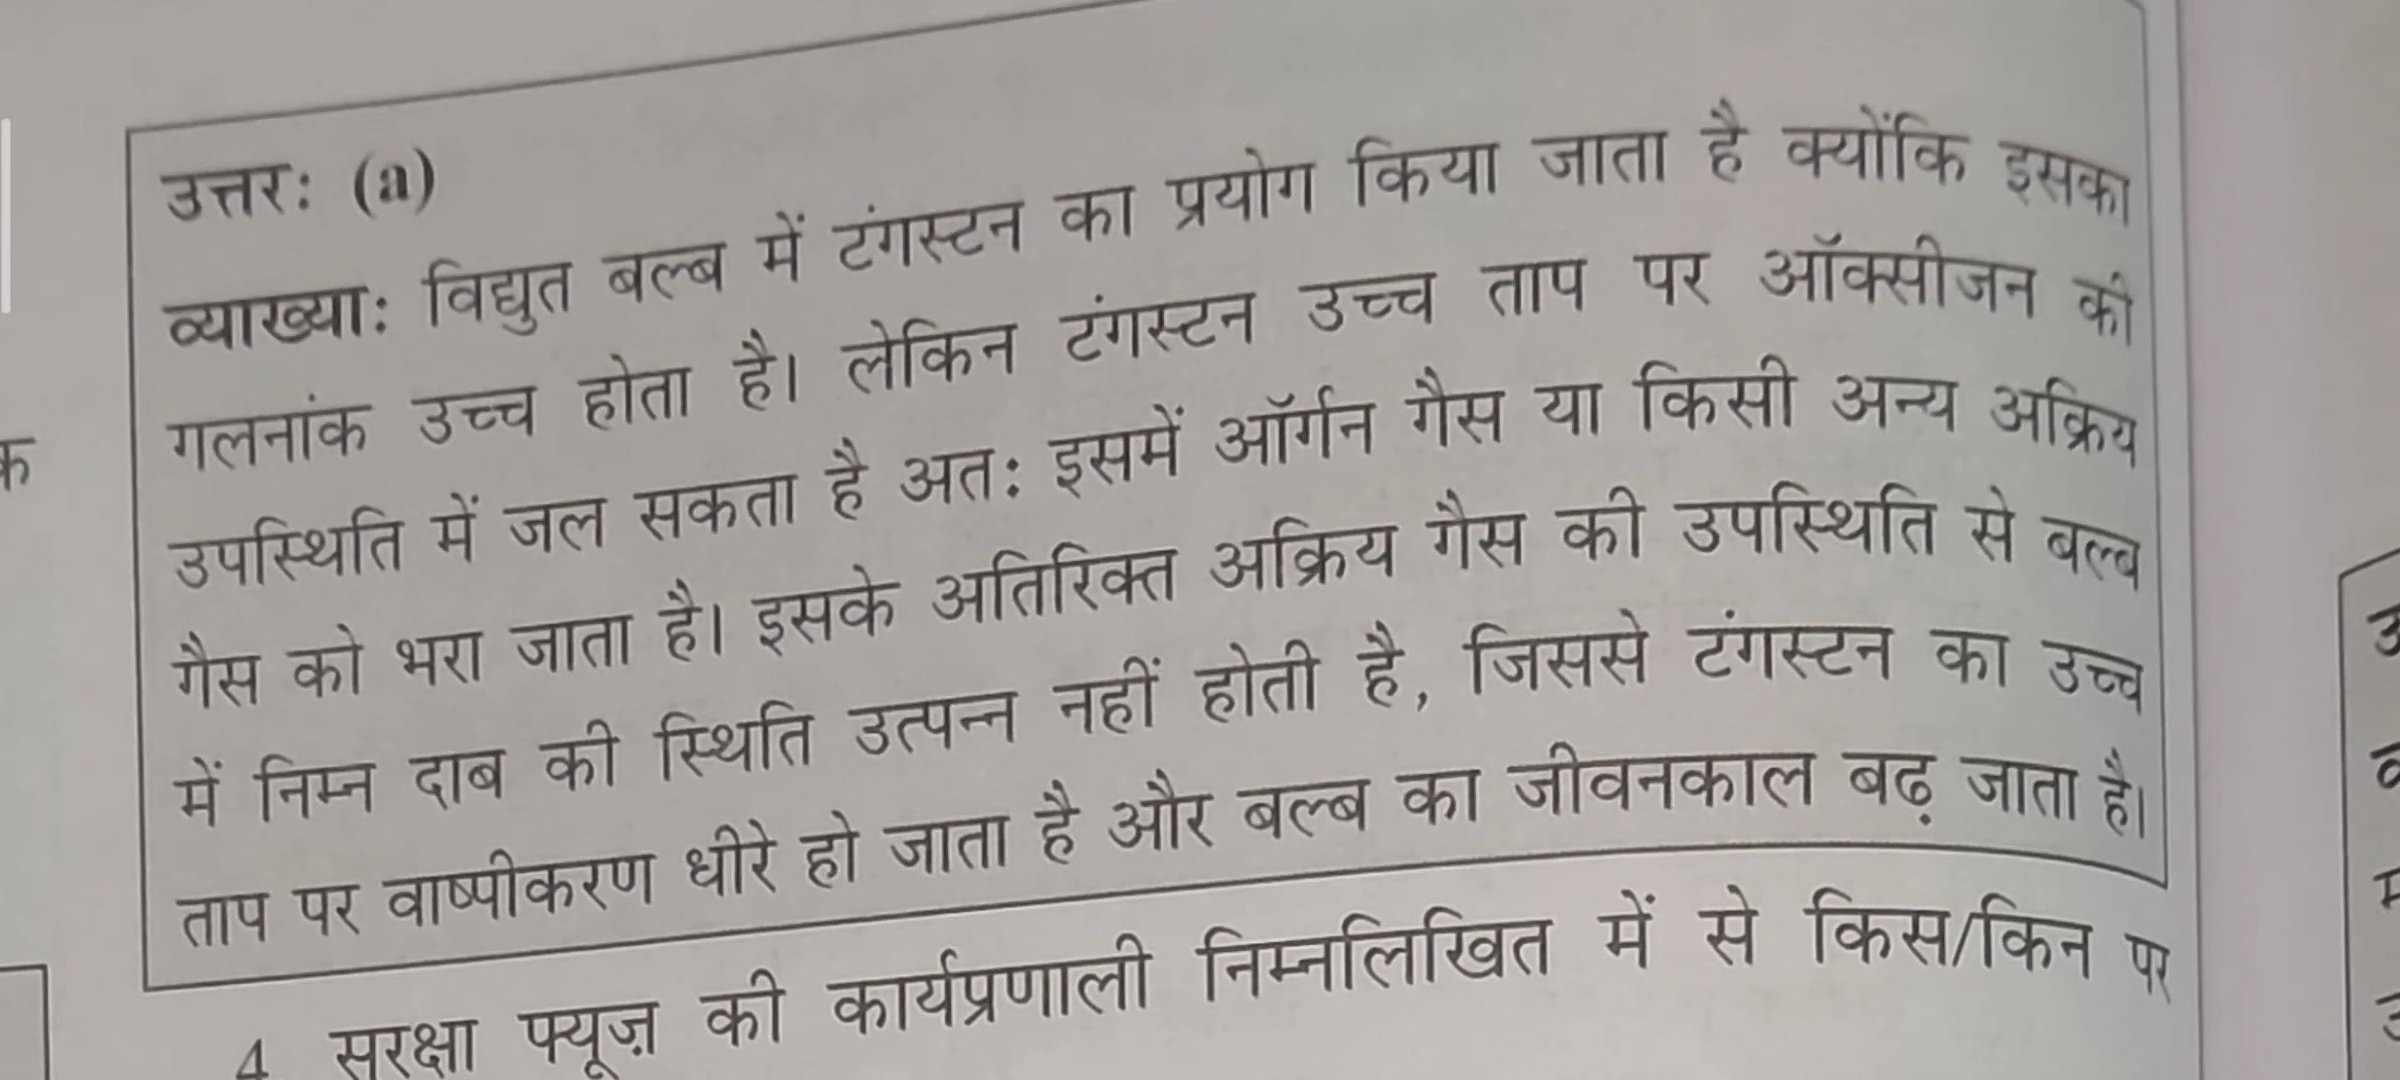 उत्तर: (a)
व्याख्या: विद्युत बल्ब में टंगस्टन का प्रयोग किया जाता है क्योंकि इसका
गलनांक उच्च होता है। लेकिन टंगस्टन उच्च ताप पर ऑक्सीजन की
उपस्थिति में जल सकता है अत: इसमें ऑर्गन गैस या किसी अन्य अक्रिय
गैस को भरा जाता है। इसके अतिरिक्त अक्रिय गैस की उपस्थिति से बल्ब
में निम्न दाब की स्थिति उत्पन्न नहीं होती है, जिससे टंगस्टन का उच्च
ताप पर वाष्पीकरण धीरे हो जाता है और बल्ब का जीवनकाल बढ़ जाता है।
4 सुरक्षा फ्यूज़ की कार्यप्रणाली निम्नलिखित में से किस/किन पर